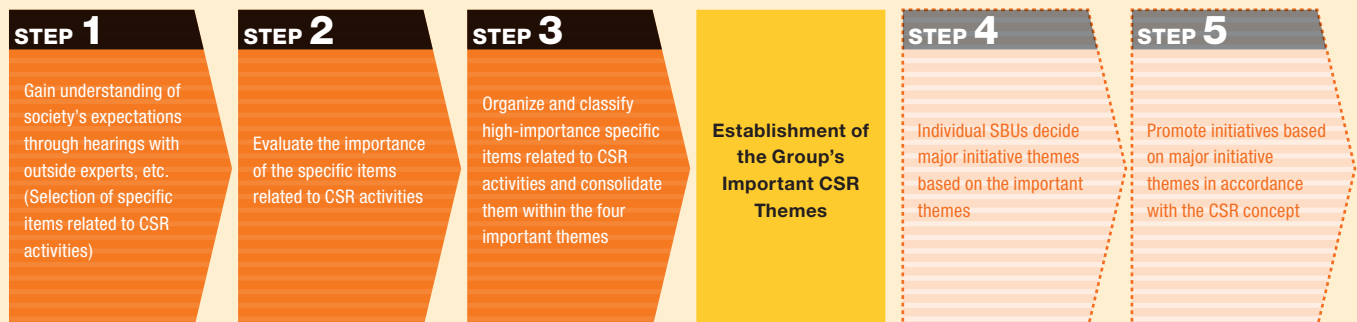 STEP 1
Gain understanding of
society's expectations
through hearings with
outside experts, etc.
(Selection of specific
items related to CSR
activities)
STEP 2
Evaluate the importance
of the specific items
related to CSR activities
STEP 3
Organize and classify
high-importance specific
items related to CSR
activities and consolidate
them within the four
important themes
Establishment of
the Group's
Important CSR
Themes
STEP 4
Individual SBUs decide
major initiative themes
based on the important
themes
STEP 5
Promote initiatives based
on major initiative
themes in accordance
with the CSR concept